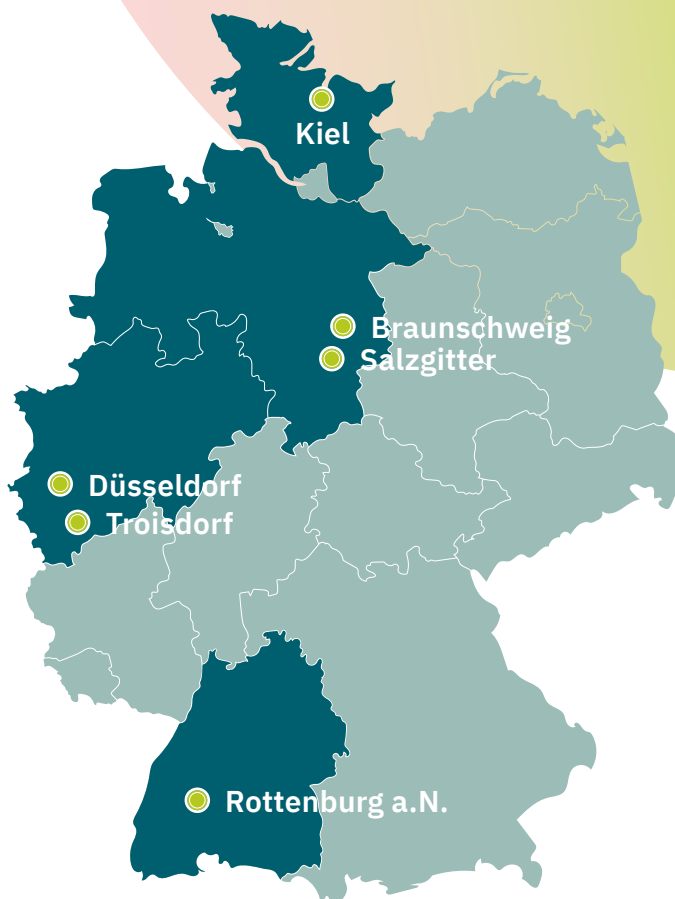 Kiel
Braunschweig
Salzgitter
Düsseldorf
Troisdorf
Rottenburg a.N.